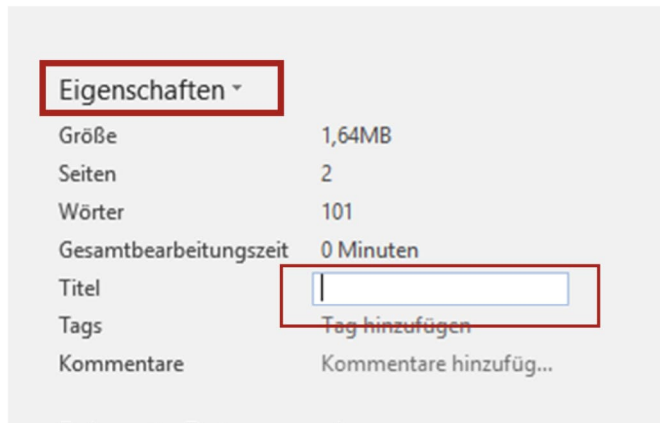 Eigenschaften
Größe 1,64MB
Seiten 2
Wörter 101
Gesamtbearbeitungszeit 0 Minuten
Titel
Tags Tag hinzufügen
Kommentare Kommentare hinzufüg...